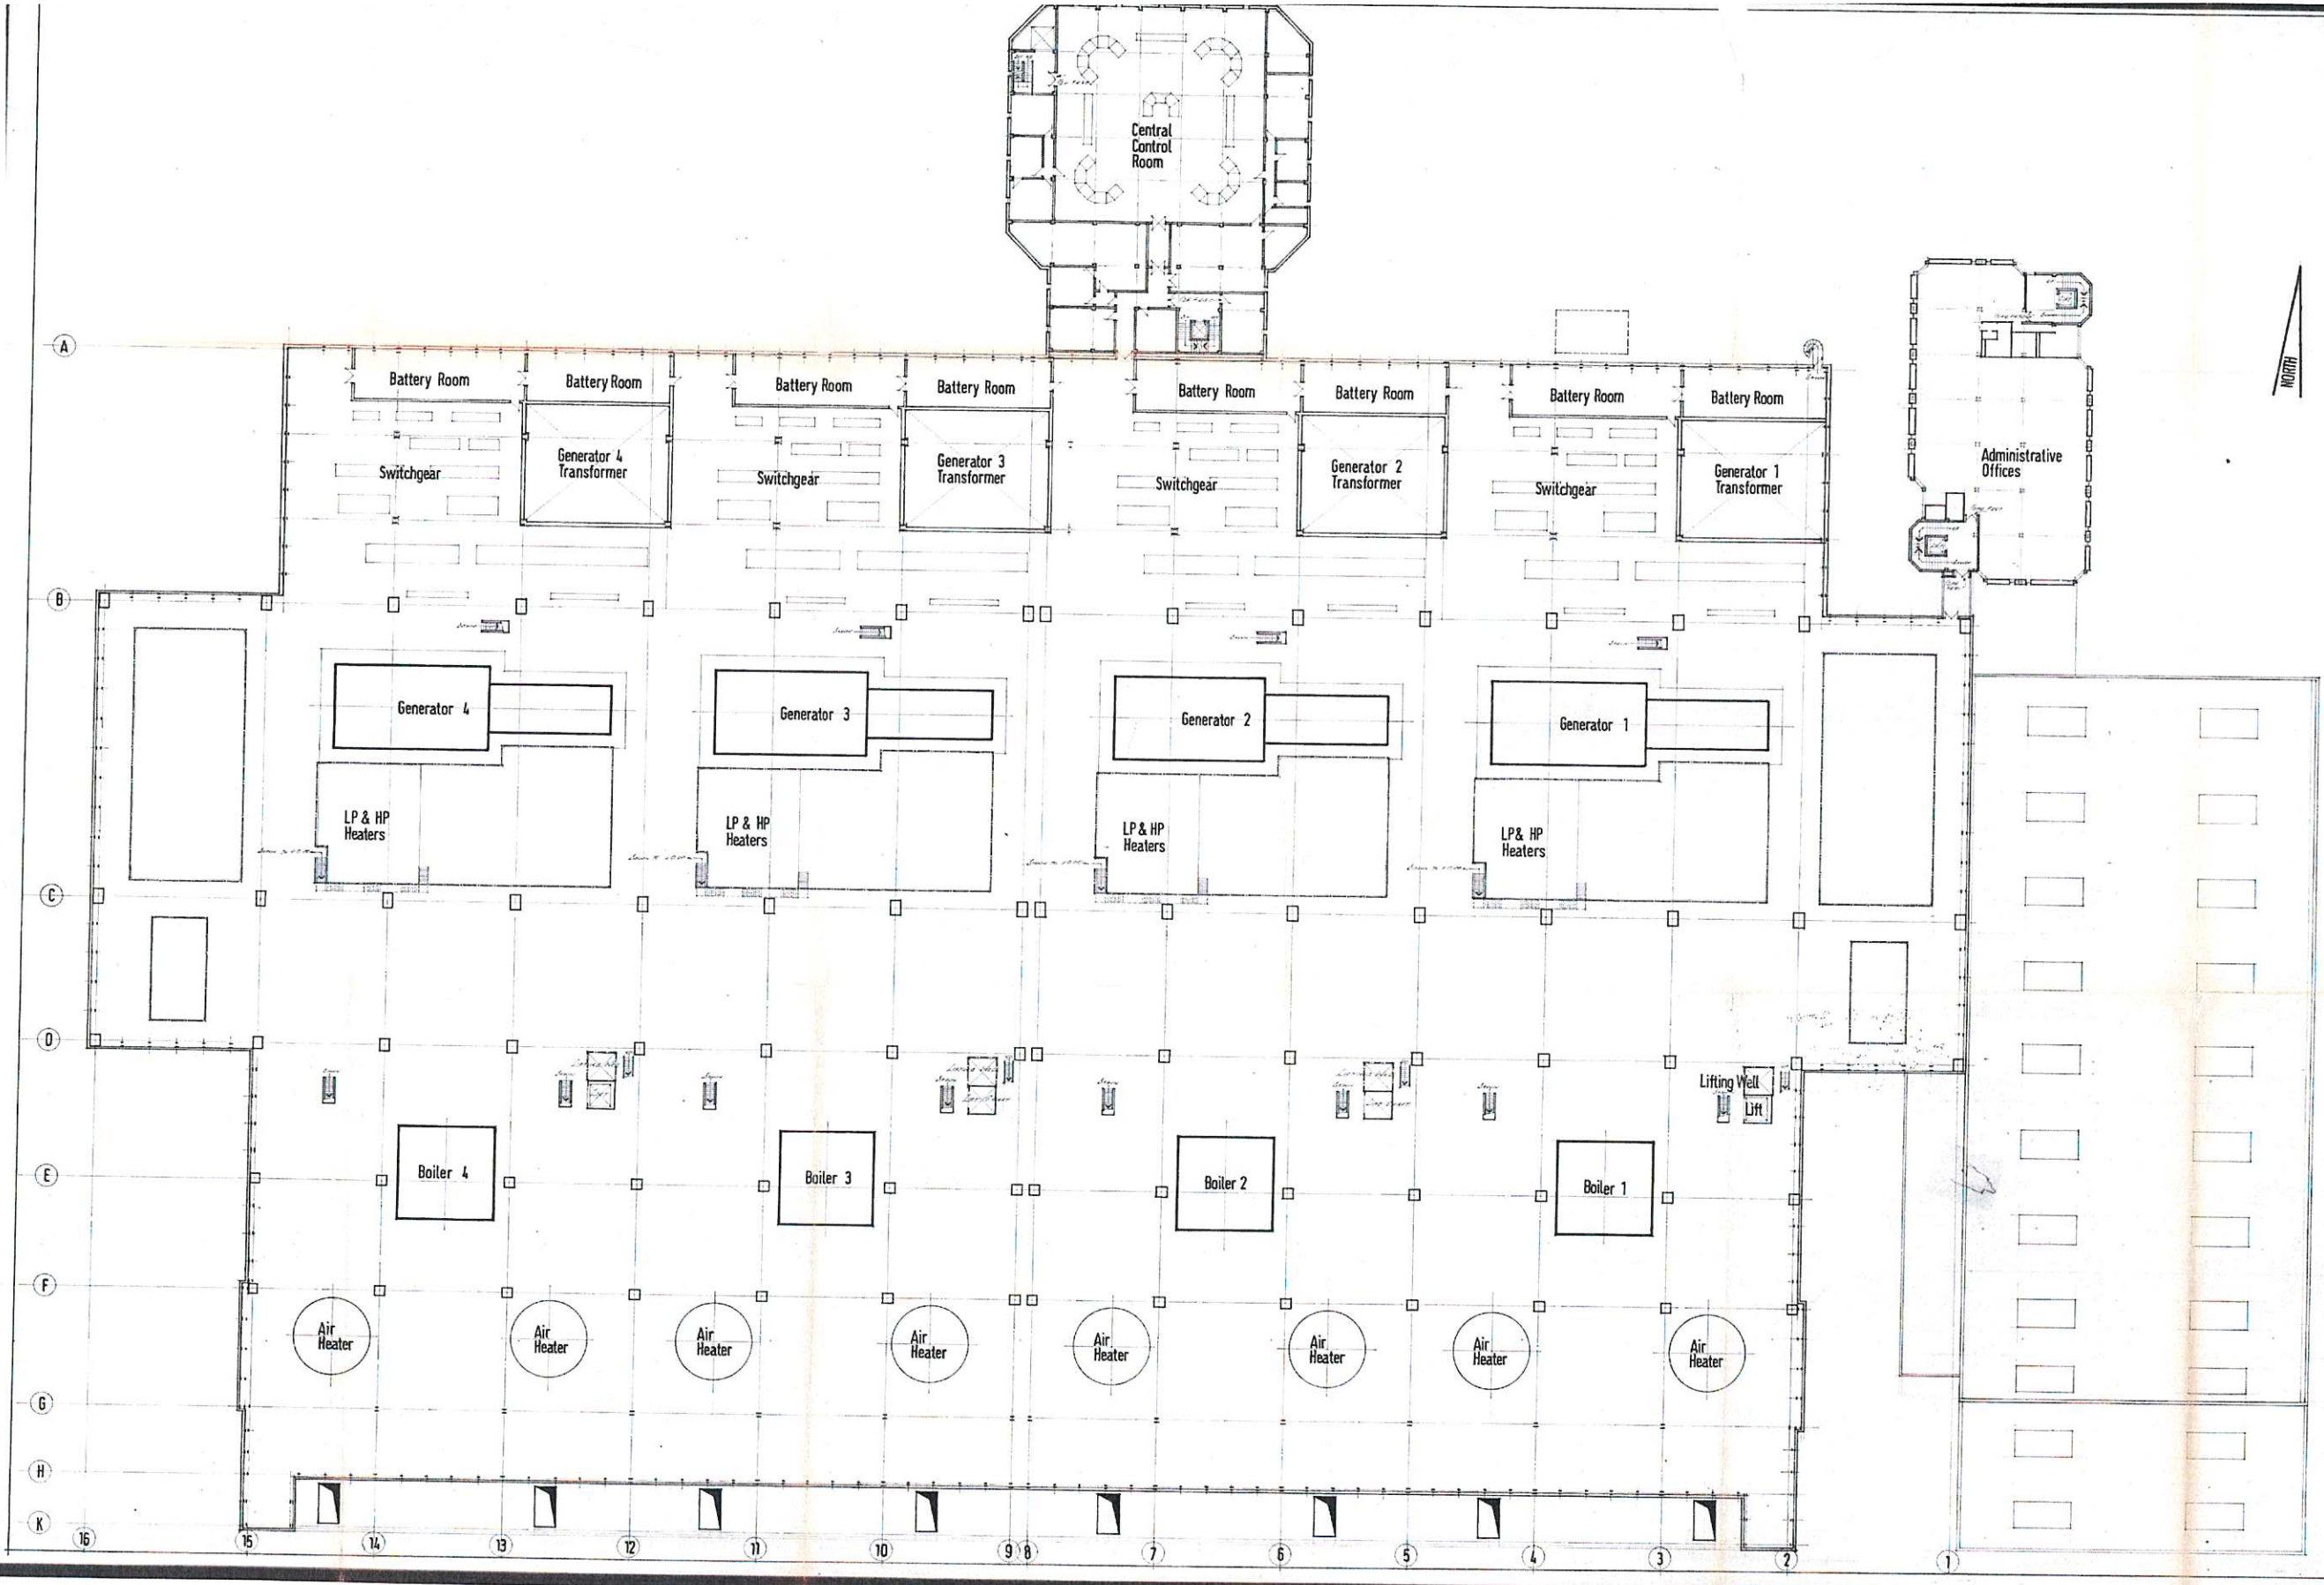 Central
Control
Room
A
NORTH
Battery Room
Battery Room
Battery Room
Battery Room
Battery Room
Battery Room
Battery Room
Battery Room
Switchgear
Generator 4
Transformer
Switchgear
Generator 3
Transformer
Switchgear
Generator 2
Transformer
Switchgear
Generator 1
Transformer
Administrative
Offices
B
Generator 4
Generator 3
Generator 2
Generator 1
LP & HP
Heaters
LP & HP
Heaters
LP & HP
Heaters
LP & HP
Heaters
C
D
Lifting Well
Lift
E
Boiler 4
Boiler 3
Boiler 2
Boiler 1
F
Air
Heater
Air
Heater
Air
Heater
Air
Heater
Air
Heater
Air
Heater
Air
Heater
Air
Heater
G
H
K
16
15
14
13
12
11
10
9
8
7
6
5
4
3
2
1